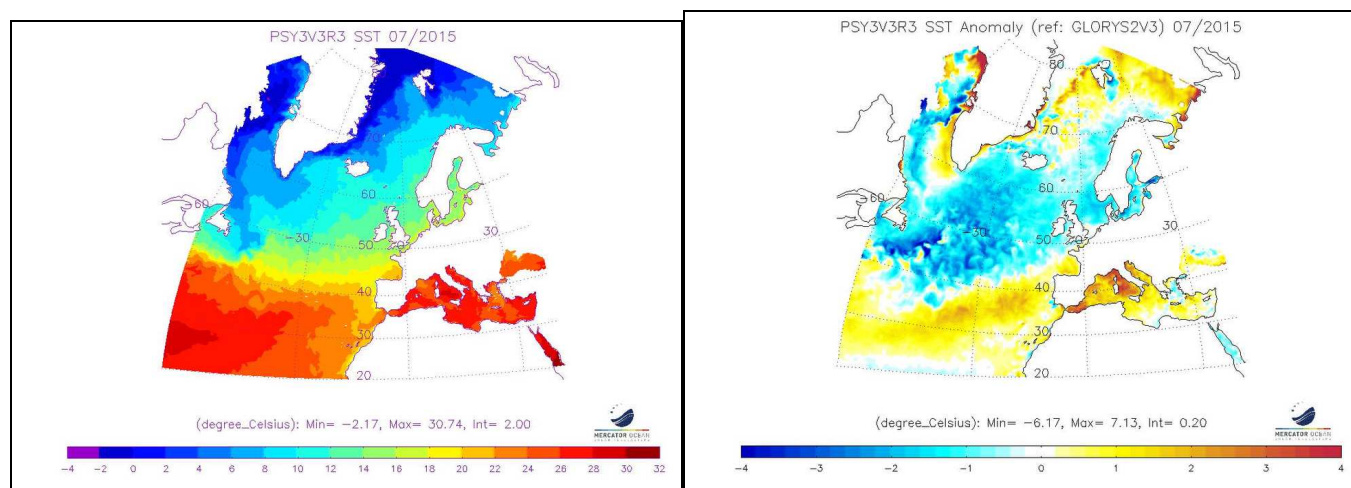 PSY3V3R3 SST 07/2015
80
70
60
−60
−30
50
20
30
40
30
20
(degree_Celsius): Min= −2.17, Max= 30.74, Int= 2.00
MERCATOR OCEAN
−4 −2 0 2 4 6 8 10 12 14 16 18 20 22 24 26 28 30 32
PSY3V3R3 SST Anomaly (ref: GLORYS2V3) 07/2015
80
70
60
−60
−30
50
20
30
40
30
20
(degree_Celsius): Min= −6.17, Max= 7.13, Int= 0.20
MERCATOR OCEAN
−4 −3 −2 −1 0 1 2 3 4